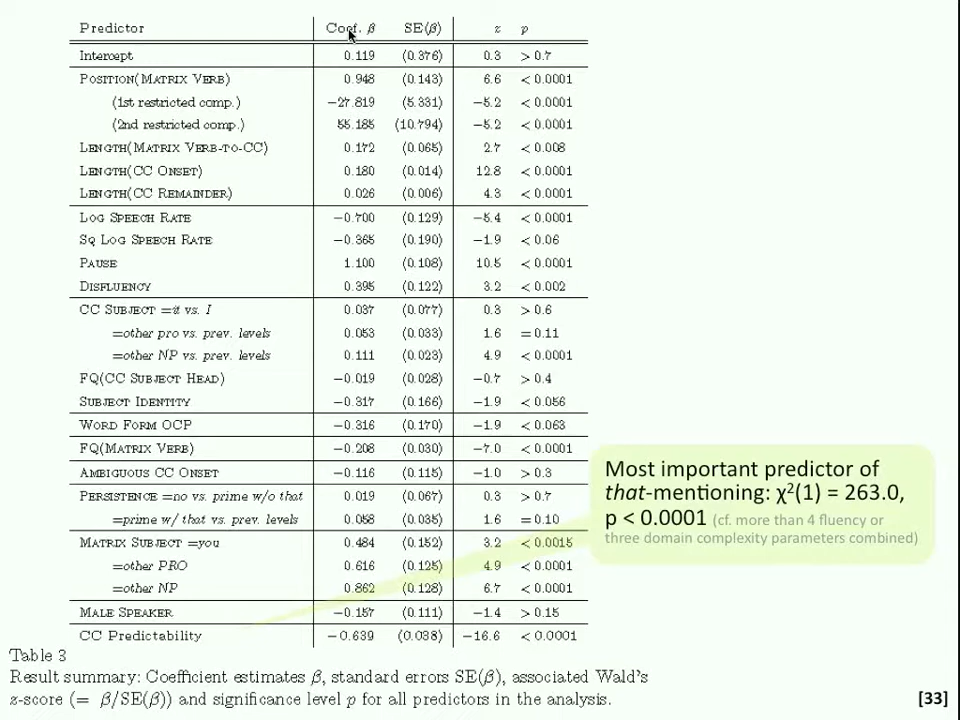 Predictor Coef. β SE(β) z p
Intercept 0.119 (0.376) 0.3 > 0.7
Position(Matrix Verb) 0.948 (0.143) 6.6 < 0.0001
(1st restricted comp.) −27.819 (5.331) −5.2 < 0.0001
(2nd restricted comp.) 55.185 (10.794) −5.2 < 0.0001
Length(Matrix Verb-to-CC) 0.172 (0.065) 2.7 < 0.008
Length(CC Onset) 0.180 (0.014) 12.8 < 0.0001
Length(CC Remainder) 0.026 (0.006) 4.3 < 0.0001
Log Speech Rate −0.700 (0.129) −5.4 < 0.0001
Sq Log Speech Rate −0.365 (0.190) −1.9 < 0.06
Pause 1.100 (0.108) 10.5 < 0.0001
Disfluency 0.395 (0.122) 3.2 < 0.002
CC Subject =it vs. I 0.037 (0.077) 0.3 > 0.6
=other pro vs. prev. levels 0.053 (0.033) 1.6 = 0.11
=other NP vs. prev. levels 0.111 (0.023) 4.9 < 0.0001
FQ(CC Subject Head) −0.019 (0.028) −0.7 > 0.4
Subject Identity −0.317 (0.166) −1.9 < 0.056
Word Form OCP −0.316 (0.170) −1.9 < 0.063
FQ(Matrix Verb) −0.208 (0.030) −7.0 < 0.0001
Ambiguous CC Onset −0.116 (0.115) −1.0 > 0.3
Persistence =no vs. prime w/o that 0.019 (0.067) 0.3 > 0.7
=prime w/ that vs. prev. levels 0.058 (0.035) 1.6 = 0.10
Matrix Subject =you 0.484 (0.152) 3.2 < 0.0015
=other PRO 0.616 (0.125) 4.9 < 0.0001
=other NP 0.862 (0.128) 6.7 < 0.0001
Male Speaker −0.157 (0.111) −1.4 > 0.15
CC Predictability −0.639 (0.038) −16.6 < 0.0001
Most important predictor of
that-mentioning: χ²(1) = 263.0,
p < 0.0001 (cf. more than 4 fluency or
three domain complexity parameters combined)
Table 3
Result summary: Coefficient estimates β, standard errors SE(β), associated Wald's
z-score (= β/SE(β)) and significance level p for all predictors in the analysis.
[33]